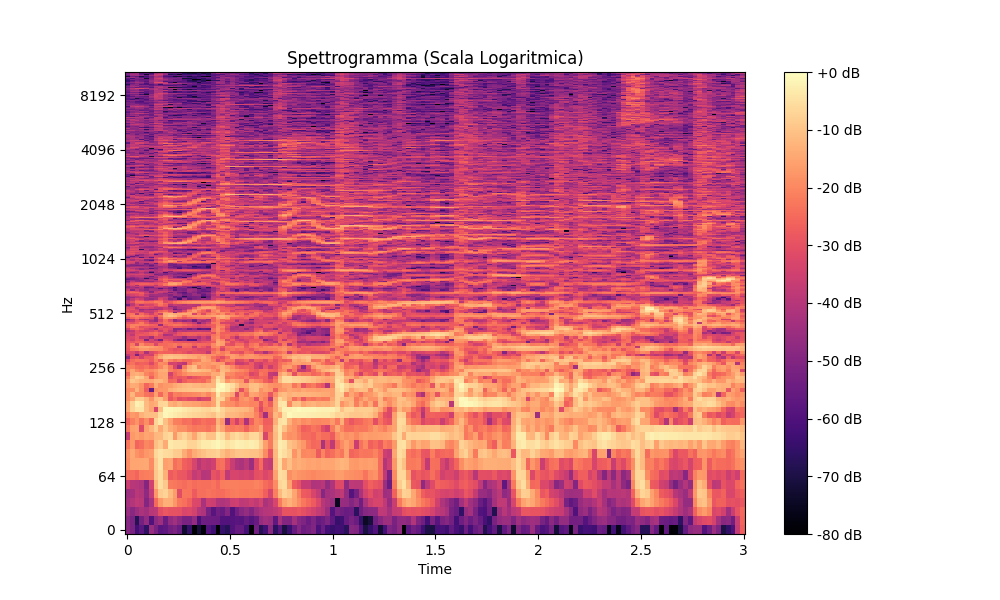 Spettrogramma (Scala Logaritmica)
Hz
8192
4096
2048
1024
512
256
128
64
0
0
0.5
1
1.5
2
2.5
3
Time
+0 dB
-10 dB
-20 dB
-30 dB
-40 dB
-50 dB
-60 dB
-70 dB
-80 dB